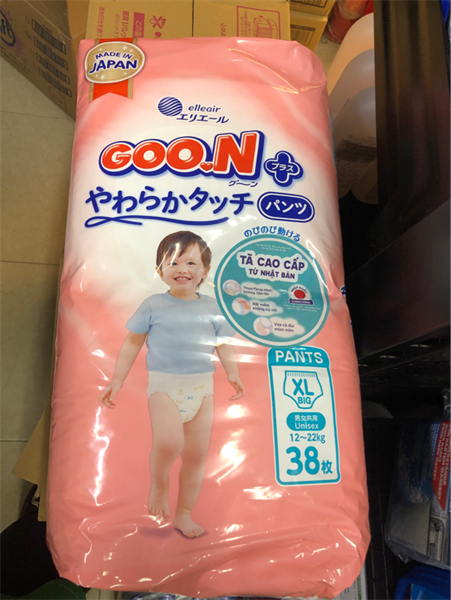 MADE IN
JAPAN
elleair
エリエール
GOO.N
グ〜ン
プラス
やわらかタッチ
パンツ
のびのび動ける
TÃ CAO CẤP
TỪ NHẬT BẢN
PANTS
XL
BIG
男女共用
Unisex
12~22kg
38枚